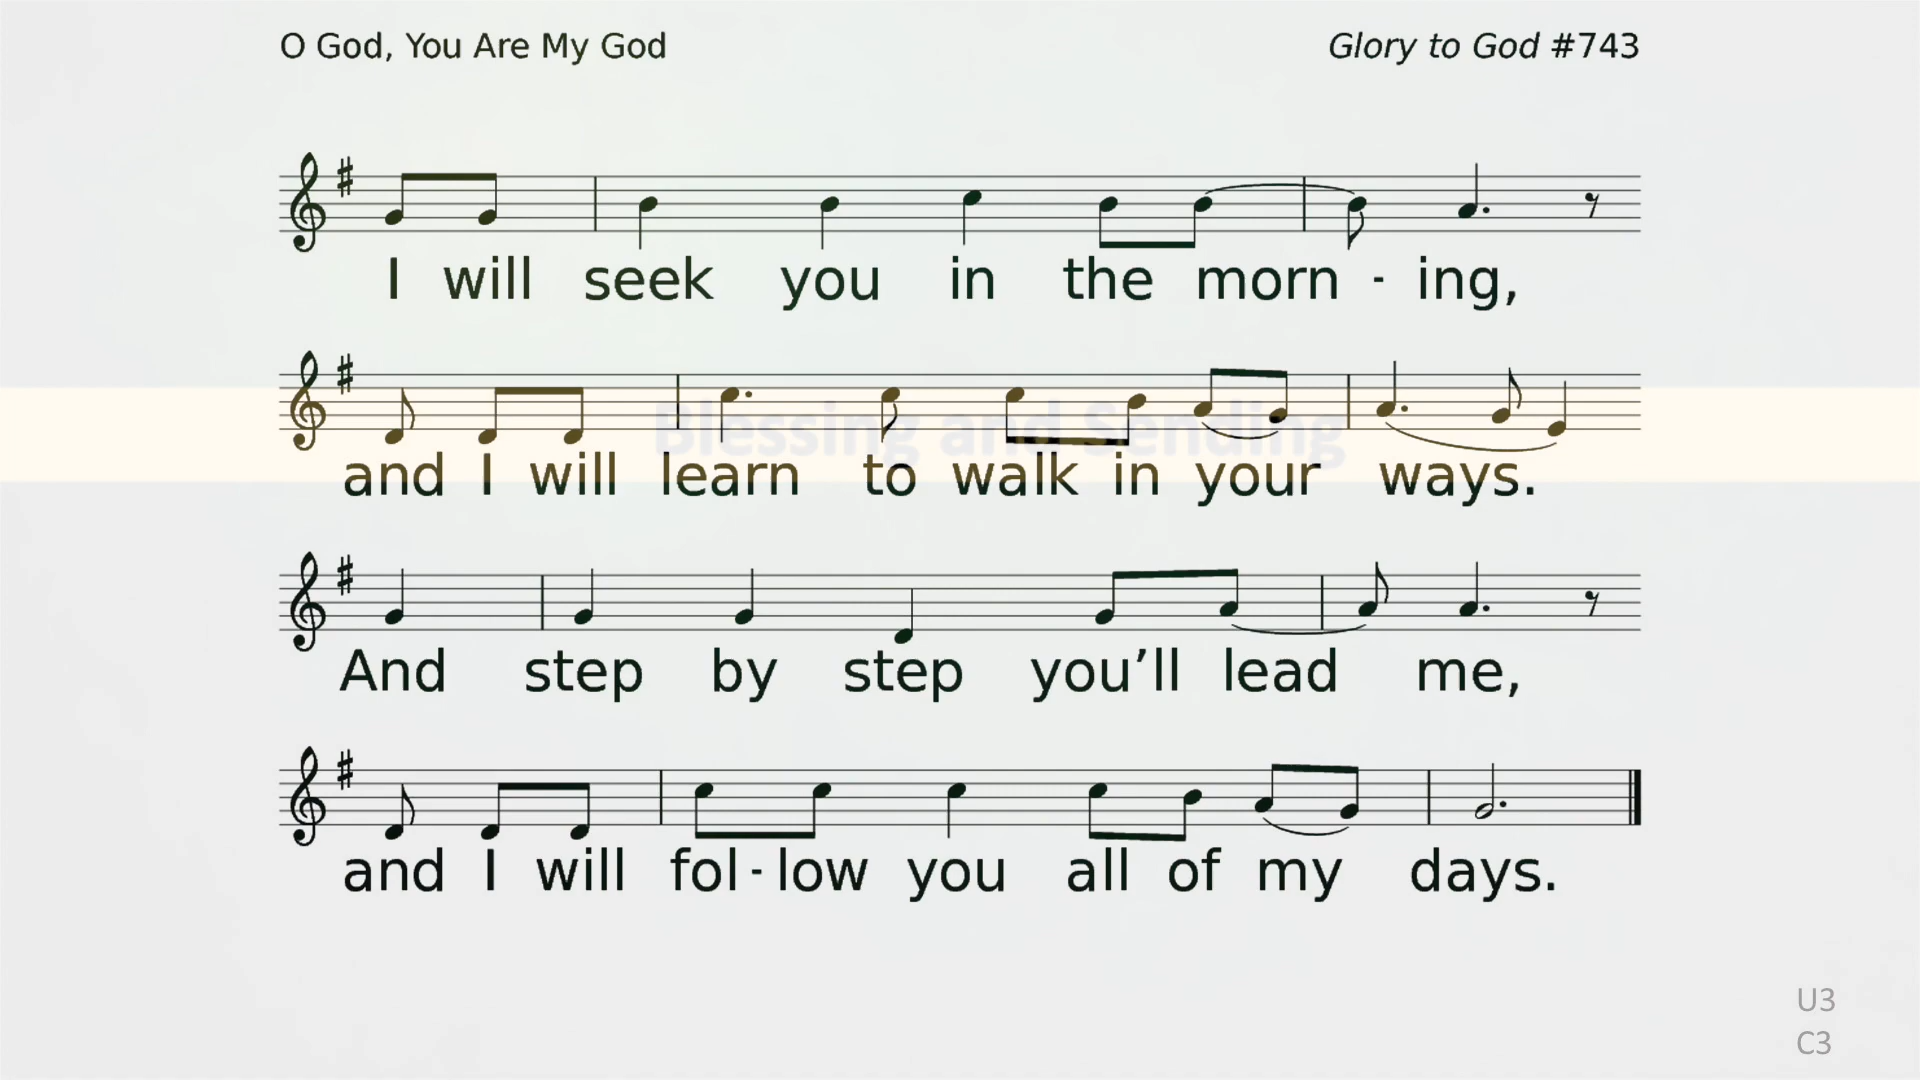 O God, You Are My God
Glory to God #743
I will seek you in the morn - ing,
Blessing and Sending
and I will learn to walk in your ways.
And step by step you’ll lead me,
and I will fol - low you all of my days.
U3
C3